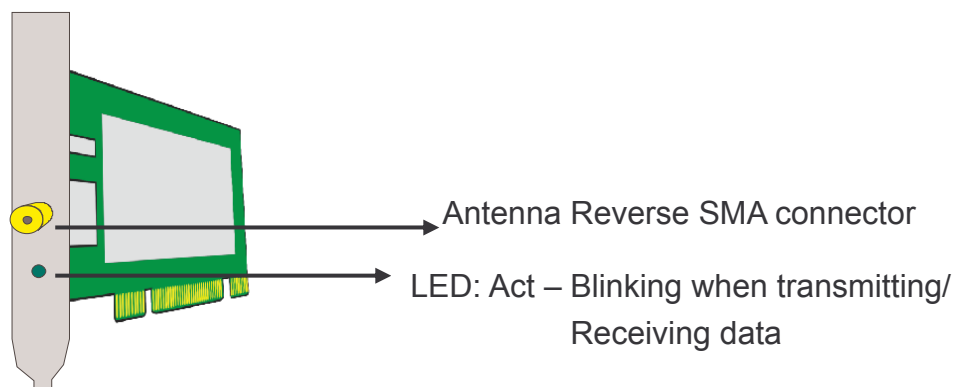 Antenna Reverse SMA connector
LED: Act – Blinking when transmitting/
Receiving data